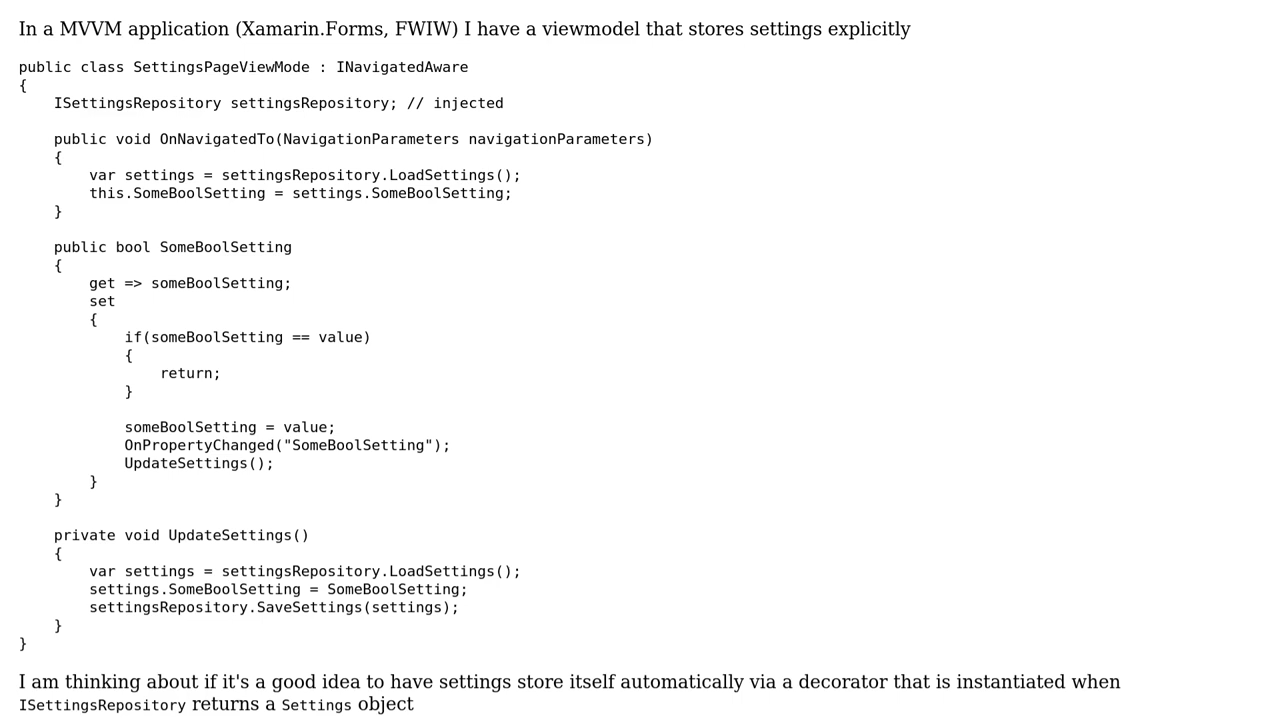 In a MVVM application (Xamarin.Forms, FWIW) I have a viewmodel that stores settings explicitly
public class SettingsPageViewMode : INavigatedAware
{
    ISettingsRepository settingsRepository; // injected

    public void OnNavigatedTo(NavigationParameters navigationParameters)
    {
        var settings = settingsRepository.LoadSettings();
        this.SomeBoolSetting = settings.SomeBoolSetting;
    }

    public bool SomeBoolSetting
    {
        get => someBoolSetting;
        set
        {
            if(someBoolSetting == value)
            {
                return;
            }

            someBoolSetting = value;
            OnPropertyChanged("SomeBoolSetting");
            UpdateSettings();
        }
    }

    private void UpdateSettings()
    {
        var settings = settingsRepository.LoadSettings();
        settings.SomeBoolSetting = SomeBoolSetting;
        settingsRepository.SaveSettings(settings);
    }
}
I am thinking about if it's a good idea to have settings store itself automatically via a decorator that is instantiated when
ISettingsRepository returns a Settings object